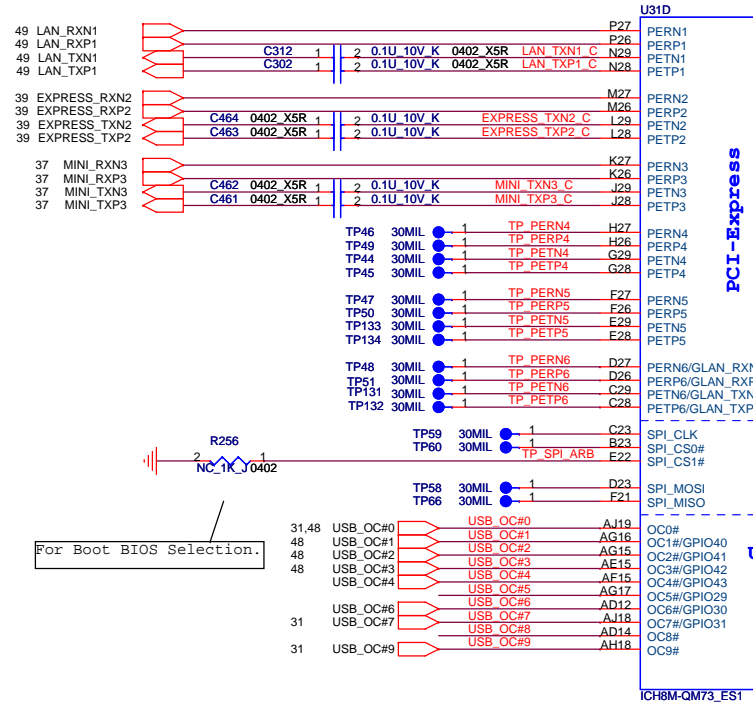 U31D
49 LAN_RXN1 P27 PERN1
49 LAN_RXP1 P26 PERP1
49 LAN_TXN1 C312 1 2 0.1U_10V_K 0402_X5R LAN_TXN1_C N29 PETN1
49 LAN_TXP1 C302 1 2 0.1U_10V_K 0402_X5R LAN_TXP1_C N28 PETP1
39 EXPRESS_RXN2 M27 PERN2
39 EXPRESS_RXP2 M26 PERP2
39 EXPRESS_TXN2 C464 0402_X5R 1 2 0.1U_10V_K EXPRESS_TXN2_C L29 PETN2
39 EXPRESS_TXP2 C463 0402_X5R 1 2 0.1U_10V_K EXPRESS_TXP2_C L28 PETP2
37 MINI_RXN3 K27 PERN3
37 MINI_RXP3 K26 PERP3
37 MINI_TXN3 C462 0402_X5R 1 2 0.1U_10V_K MINI_TXN3_C J29 PETN3
37 MINI_TXP3 C461 0402_X5R 1 2 0.1U_10V_K MINI_TXP3_C J28 PETP3
PCI-Express
TP46 30MIL 1 TP_PERN4 H27 PERN4
TP49 30MIL 1 TP_PERP4 H26 PERP4
TP44 30MIL 1 TP_PETN4 G29 PETN4
TP45 30MIL 1 TP_PETP4 G28 PETP4
TP47 30MIL 1 TP_PERN5 F27 PERN5
TP50 30MIL 1 TP_PERP5 F26 PERP5
TP133 30MIL 1 TP_PETN5 E29 PETN5
TP134 30MIL 1 TP_PETP5 E28 PETP5
TP48 30MIL 1 TP_PERN6 D27 PERN6/GLAN_RXN
TP51 30MIL 1 TP_PERP6 D26 PERP6/GLAN_RXP
TP131 30MIL 1 TP_PETN6 C29 PETN6/GLAN_TXN
TP132 30MIL 1 TP_PETP6 C28 PETP6/GLAN_TXP
TP59 30MIL 1 C23 SPI_CLK
TP60 30MIL 1 B23 SPI_CS0#
R256 2 1 NC_1K_J 0402 TP_SPI_ARB E22 SPI_CS1#
TP58 30MIL 1 D23 SPI_MOSI
TP66 30MIL 1 F21 SPI_MISO
For Boot BIOS Selection.
31,48 USB_OC#0 USB_OC#0 AJ19 OC0#
48 USB_OC#1 USB_OC#1 AG16 OC1#/GPIO40
48 USB_OC#2 USB_OC#2 AG15 OC2#/GPIO41
48 USB_OC#3 USB_OC#3 AE15 OC3#/GPIO42
USB_OC#4 USB_OC#4 AF15 OC4#/GPIO43
USB_OC#5 AG17 OC5#/GPIO29
USB_OC#6 USB_OC#6 AD12 OC6#/GPIO30
31 USB_OC#7 USB_OC#7 AJ18 OC7#/GPIO31
USB_OC#8 AD14 OC8#
31 USB_OC#9 USB_OC#9 AH18 OC9#
ICH8M-QM73_ES1